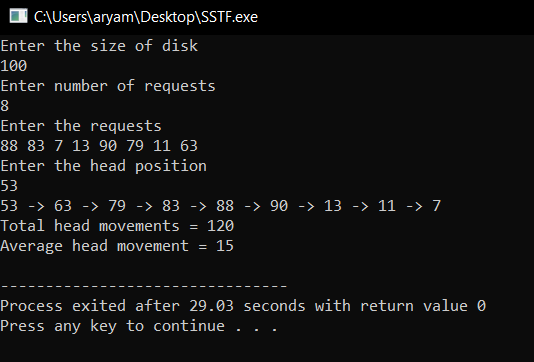 C:\Users\aryam\Desktop\SSTF.exe
Enter the size of disk
100
Enter number of requests
8
Enter the requests
88 83 7 13 90 79 11 63
Enter the head position
53
53 -> 63 -> 79 -> 83 -> 88 -> 90 -> 13 -> 11 -> 7
Total head movements = 120
Average head movement = 15
--------------------------------
Process exited after 29.03 seconds with return value 0
Press any key to continue . . .